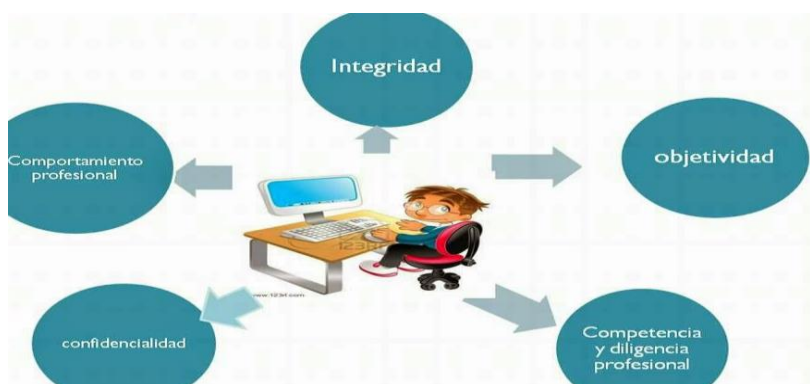 Integridad
Comportamiento
profesional
objetividad
confidencialidad
Competencia
y diligencia
profesional